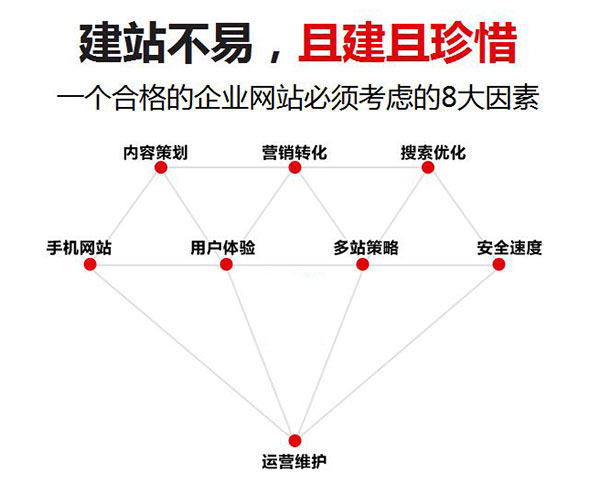 建站不易，且建且珍惜
一个合格的企业网站必须考虑的8大因素
内容策划 营销转化 搜索优化
手机网站 用户体验 多站策略 安全速度
运营维护